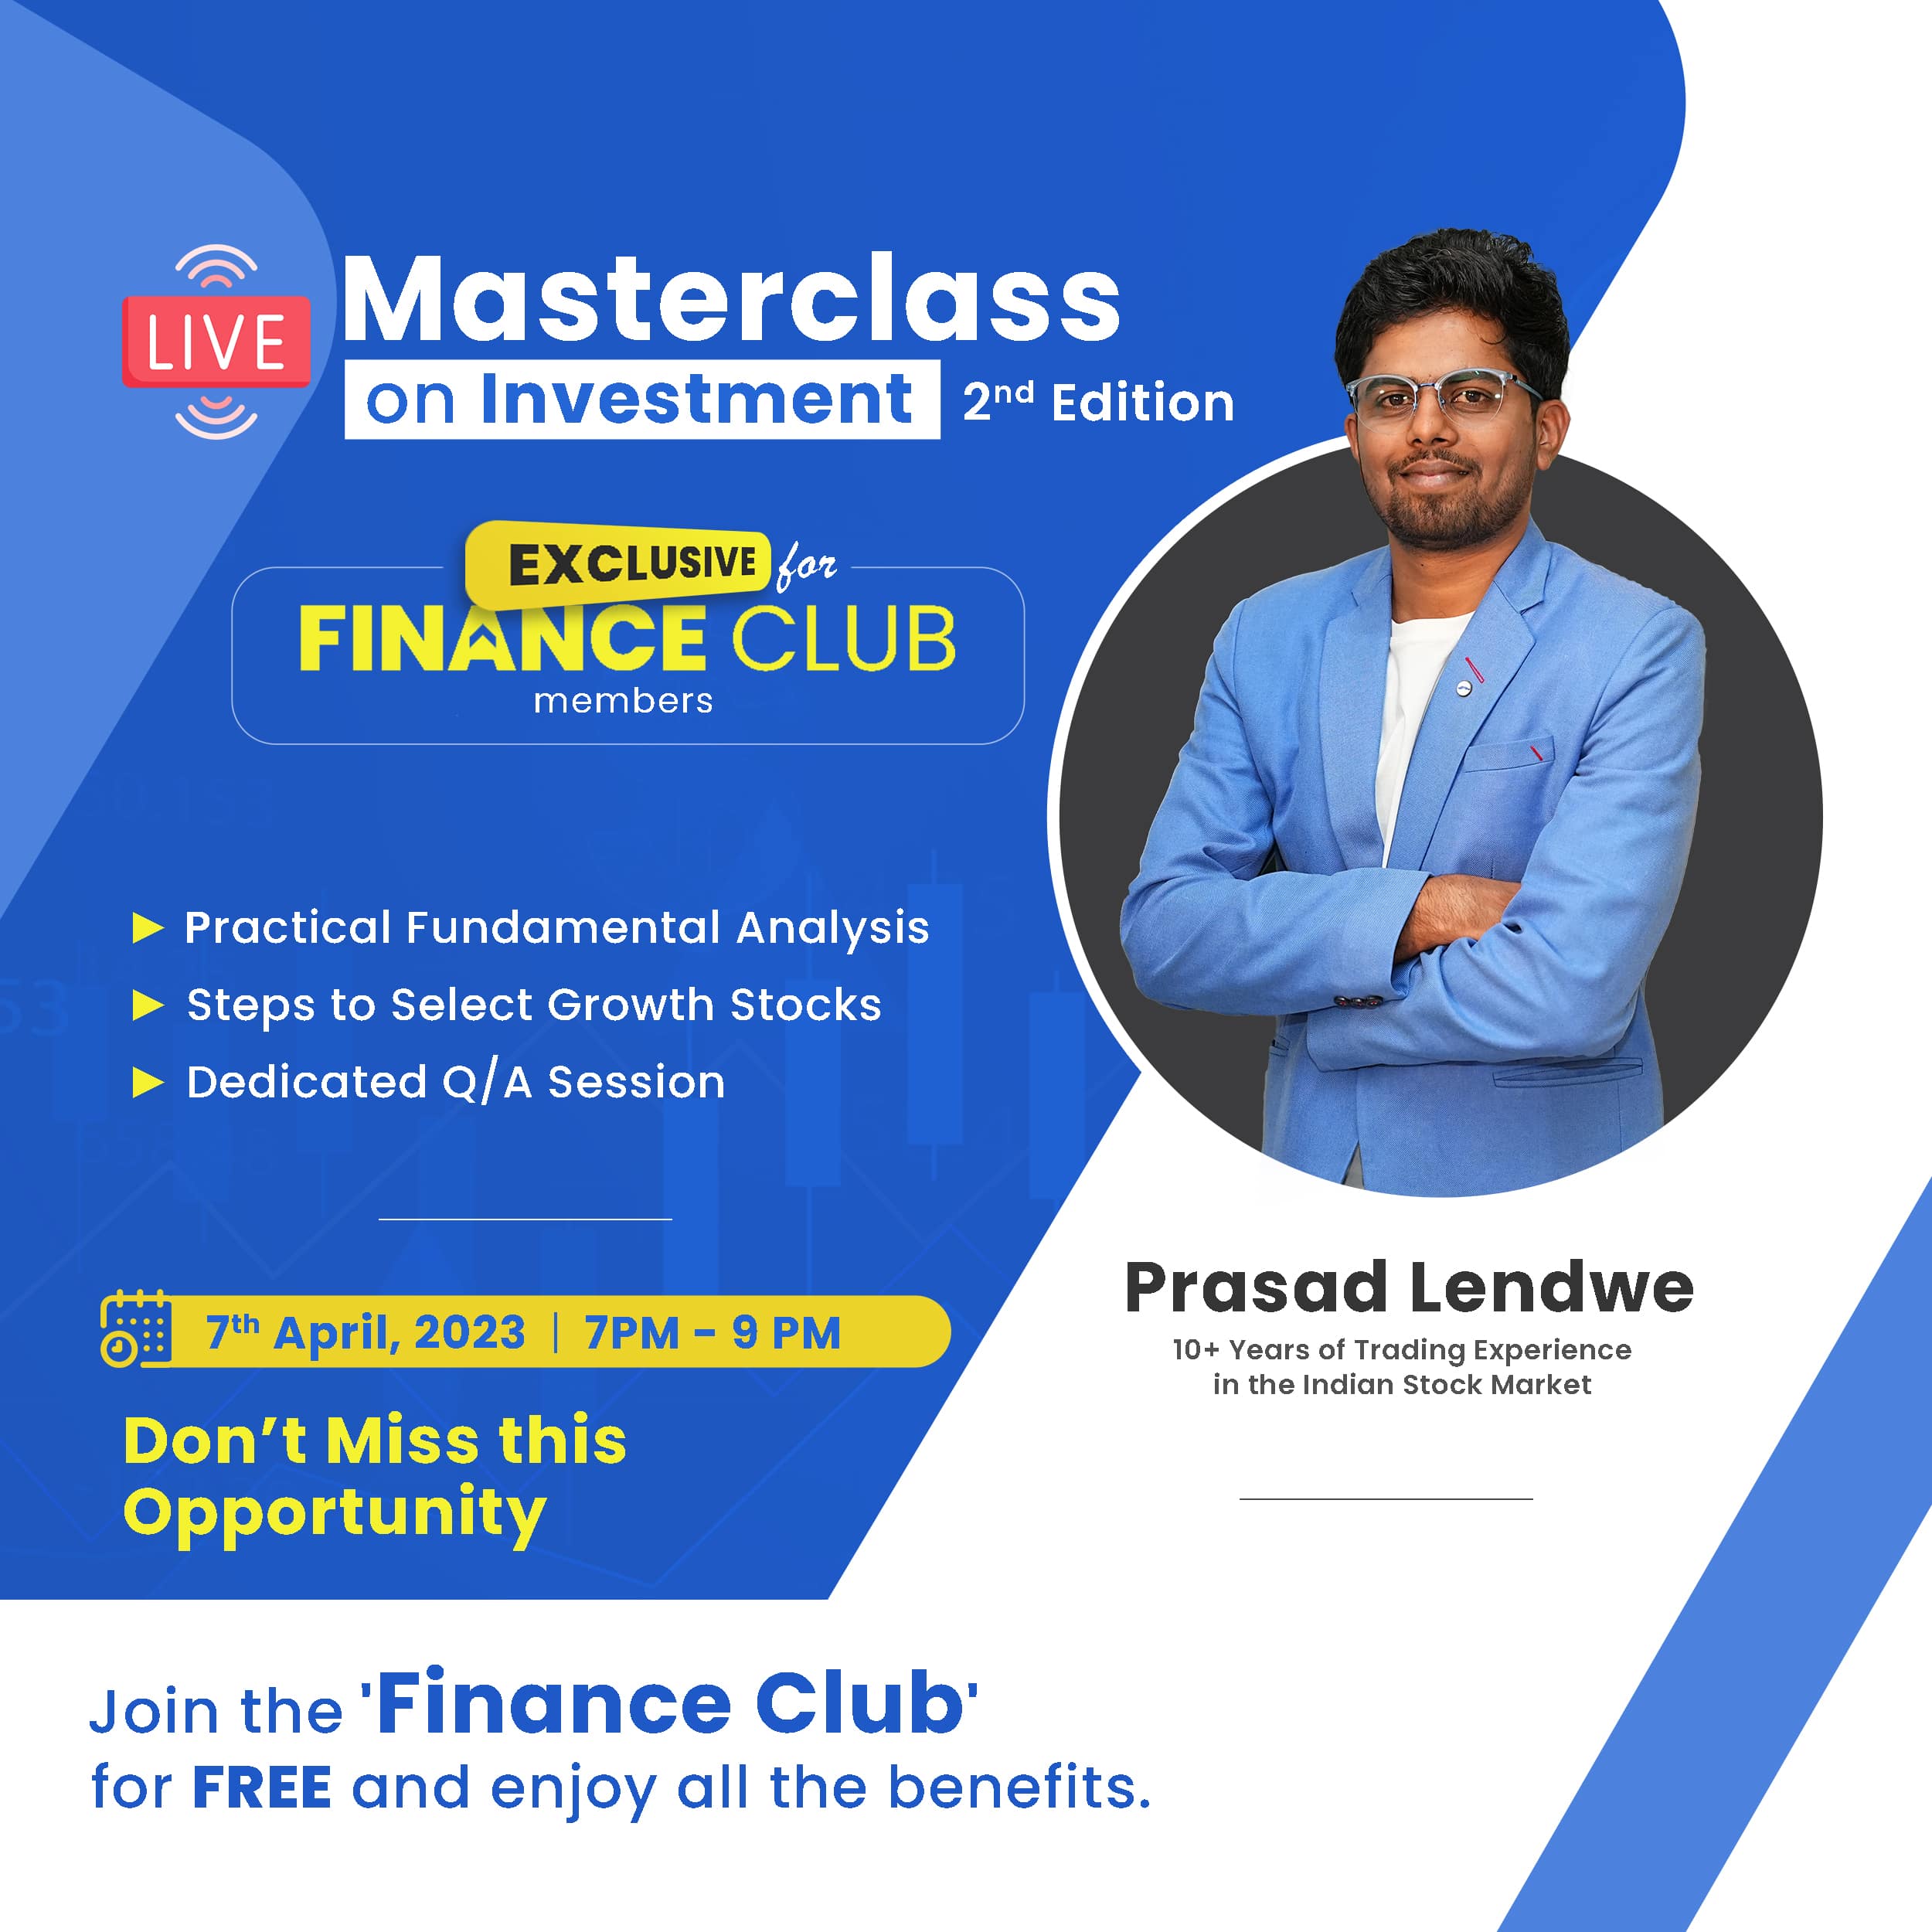 LIVE
Masterclass
on Investment 2nd Edition
EXCLUSIVE for
FINANCE CLUB
members
Practical Fundamental Analysis
Steps to Select Growth Stocks
Dedicated Q/A Session
7th April, 2023 | 7PM - 9 PM
Don't Miss this
Opportunity
Prasad Lendwe
10+ Years of Trading Experience
in the Indian Stock Market
Join the 'Finance Club'
for FREE and enjoy all the benefits.